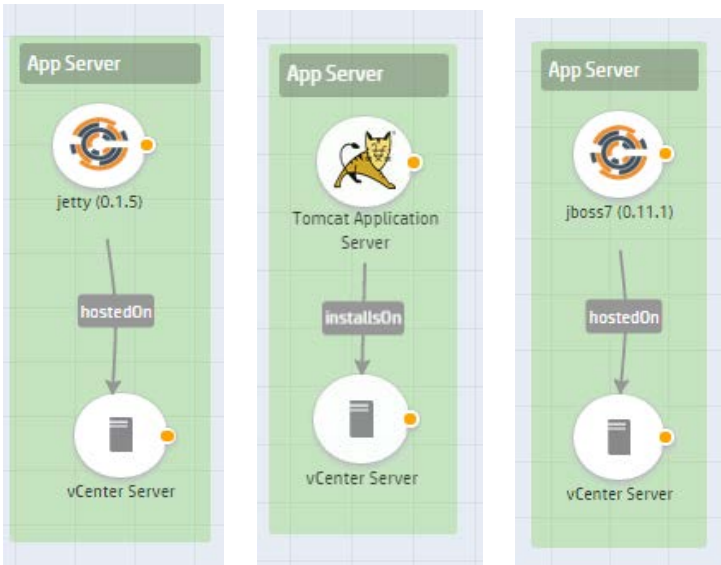 App Server
jetty (0.1.5)
hostedOn
vCenter Server
App Server
Tomcat Application
Server
installsOn
vCenter Server
App Server
jboss7 (0.11.1)
hostedOn
vCenter Server